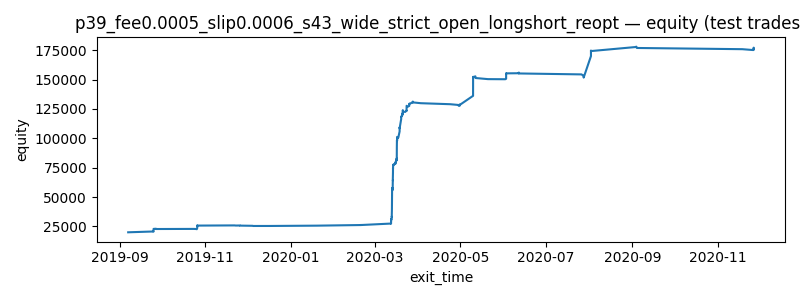 p39_fee0.0005_slip0.0006_s43_wide_strict_open_longshort_reopt — equity (test trades
175000
150000
125000
100000
75000
50000
25000
equity
2019-09 2019-11 2020-01 2020-03 2020-05 2020-07 2020-09 2020-11
exit_time